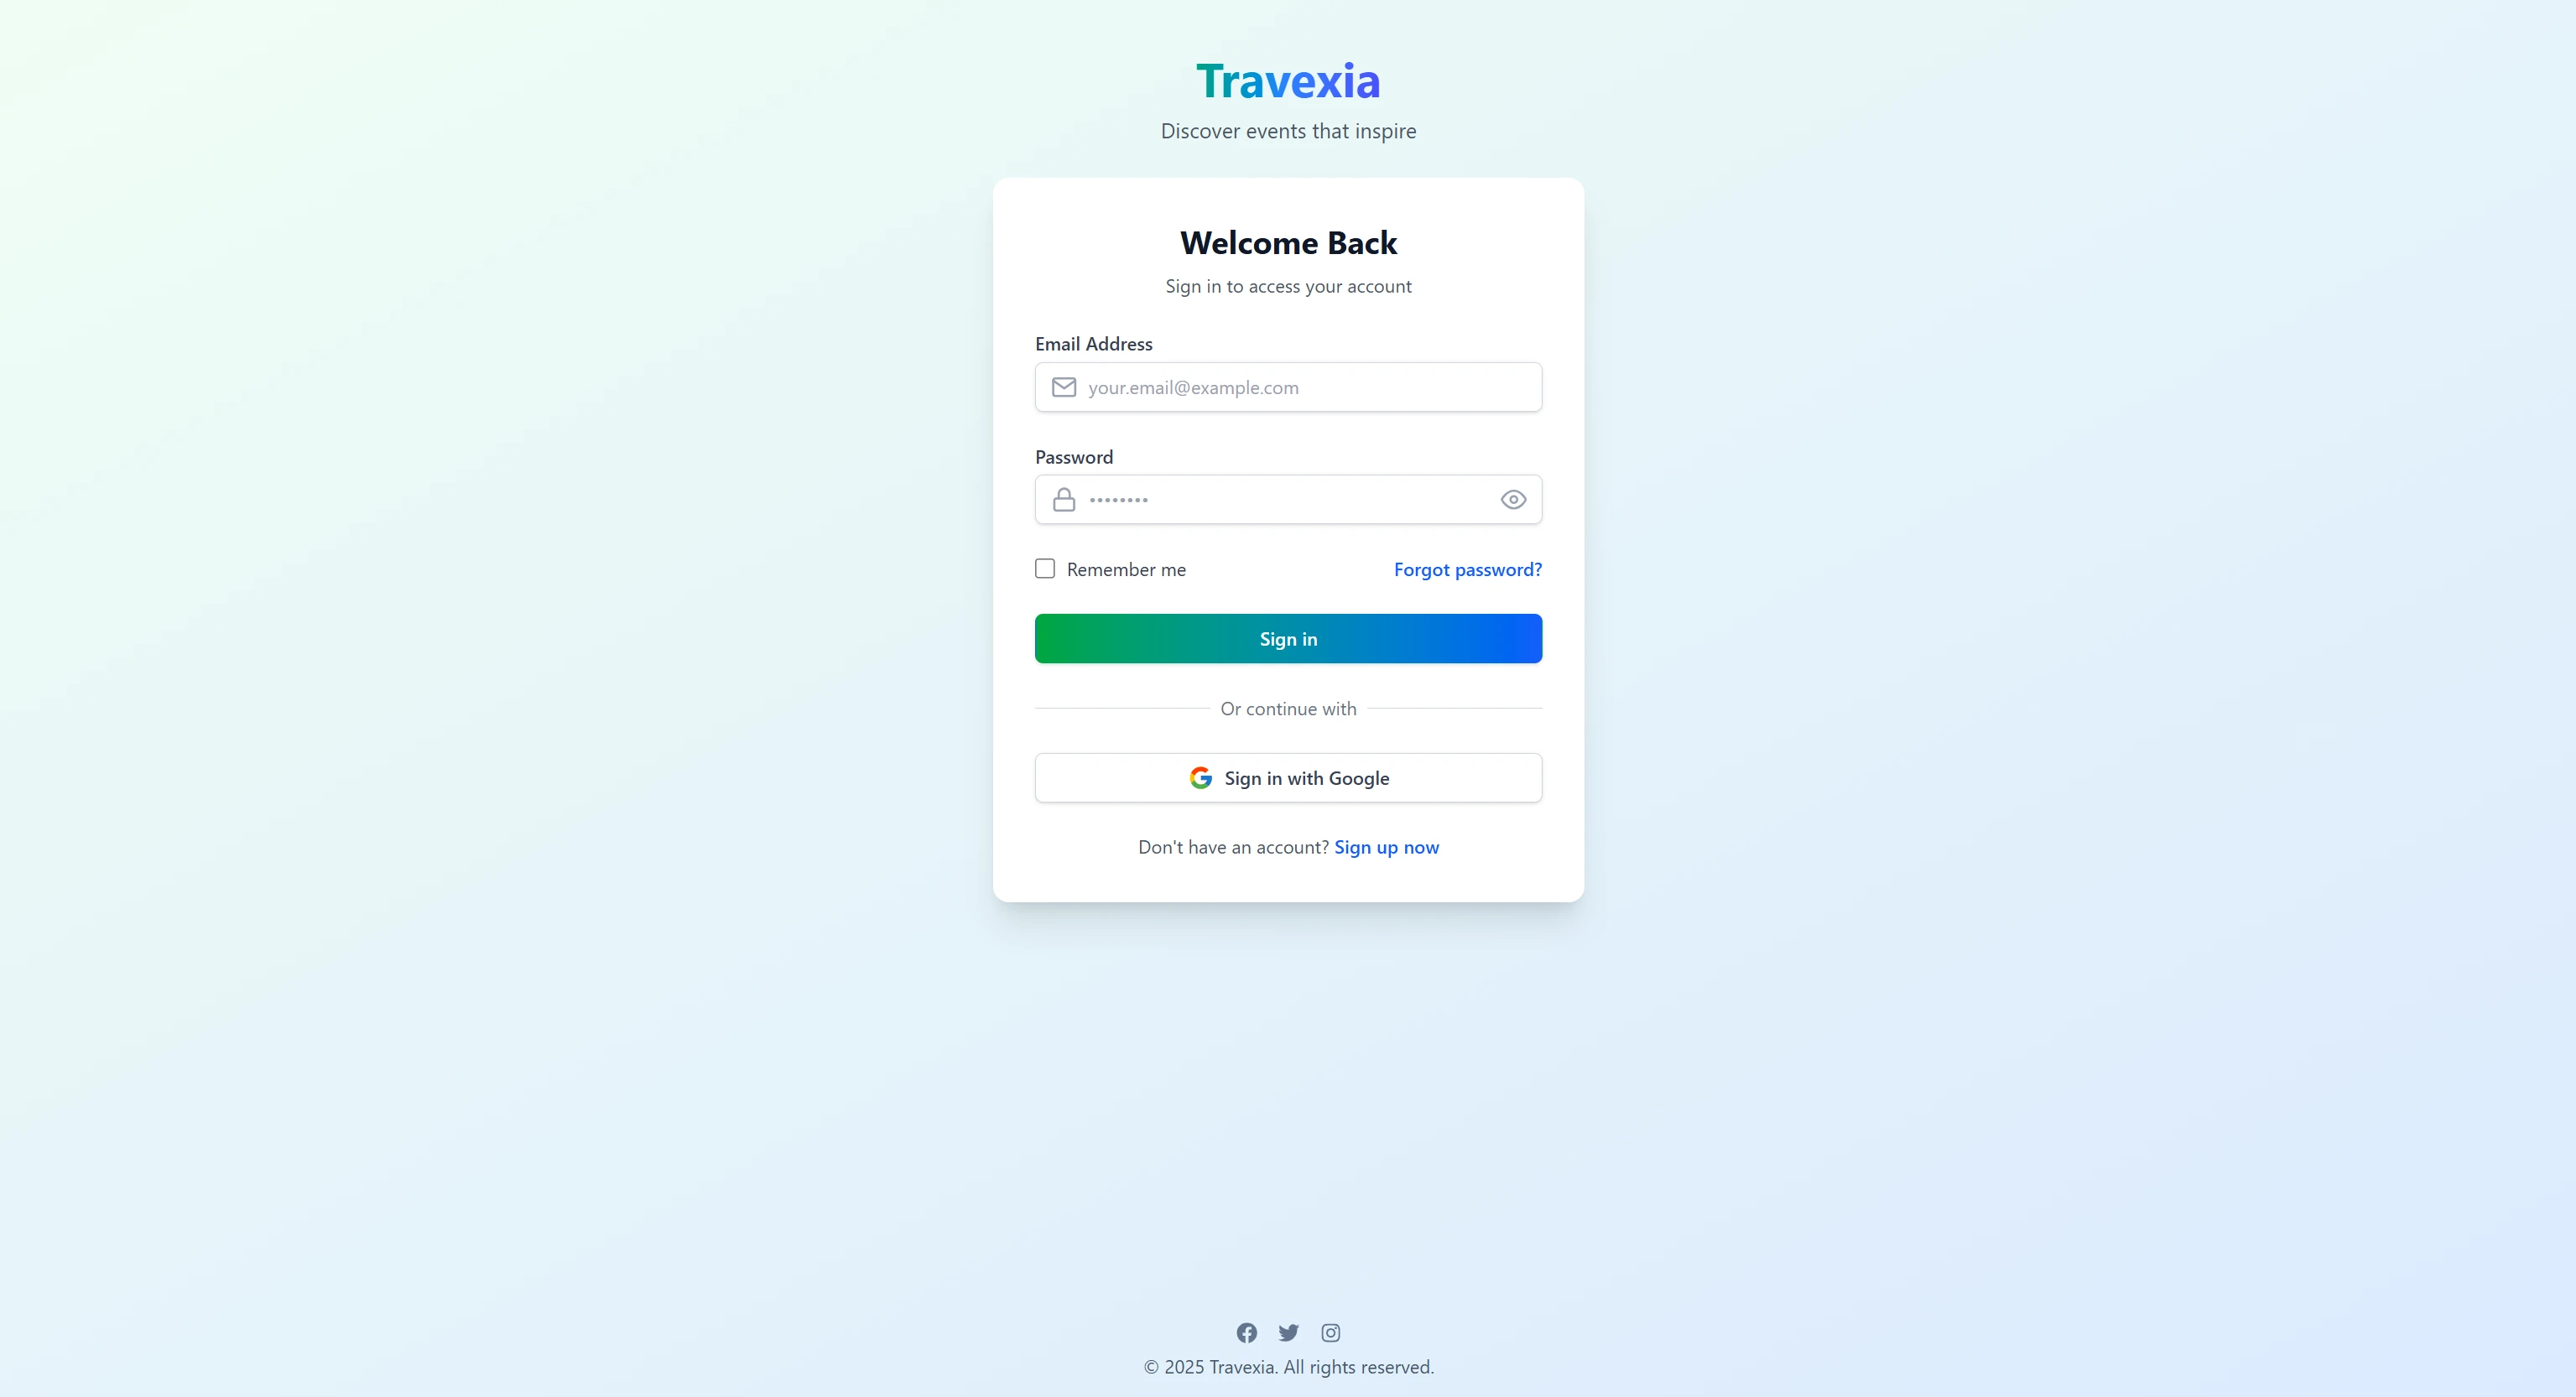 Travexia
Discover events that inspire
Welcome Back
Sign in to access your account
Email Address
your.email@example.com
Password
••••••••
Remember me
Forgot password?
Sign in
Or continue with
Sign in with Google
Don't have an account? Sign up now
© 2025 Travexia. All rights reserved.